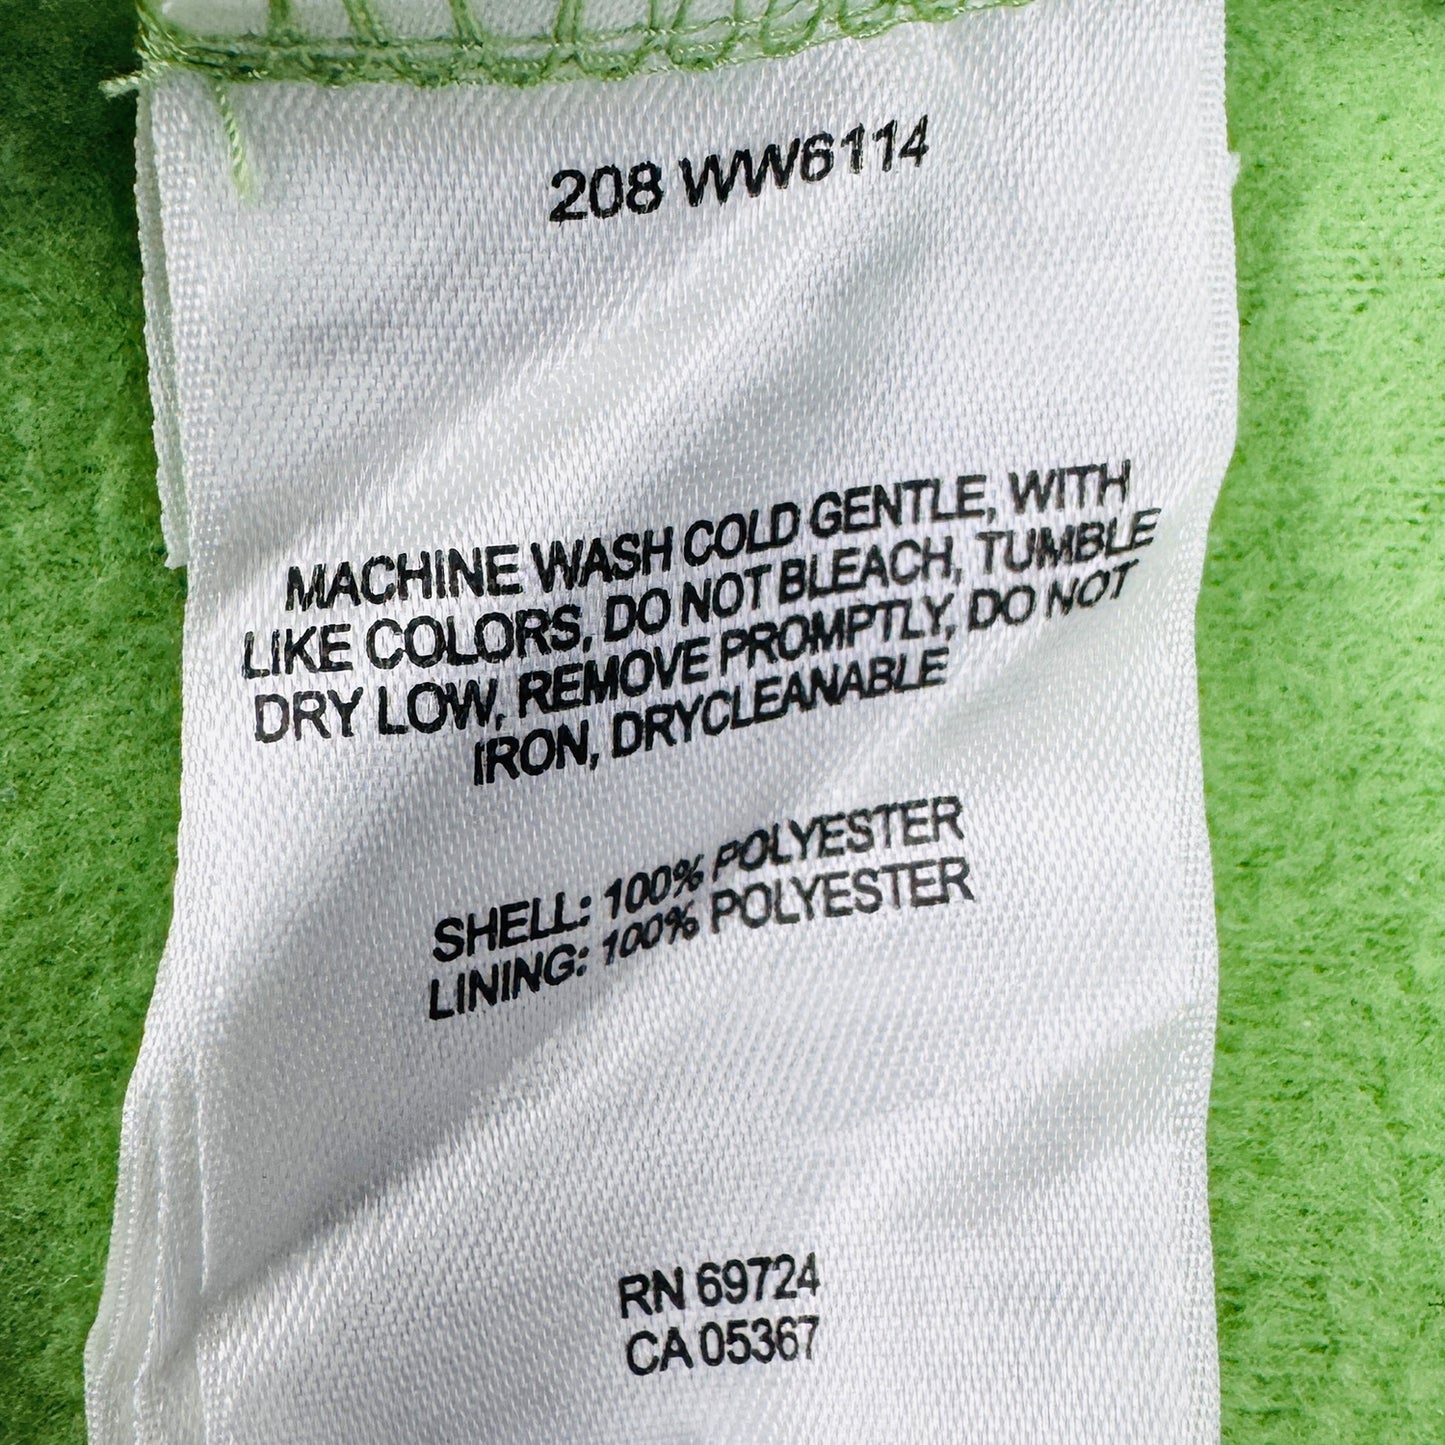 208 WW6114
MACHINE WASH COLD GENTLE, WITH
LIKE COLORS, DO NOT BLEACH, TUMBLE
DRY LOW, REMOVE PROMPTLY, DO NOT
IRON, DRYCLEANABLE
SHELL: 100% POLYESTER
LINING: 100% POLYESTER
RN 69724
CA 05367